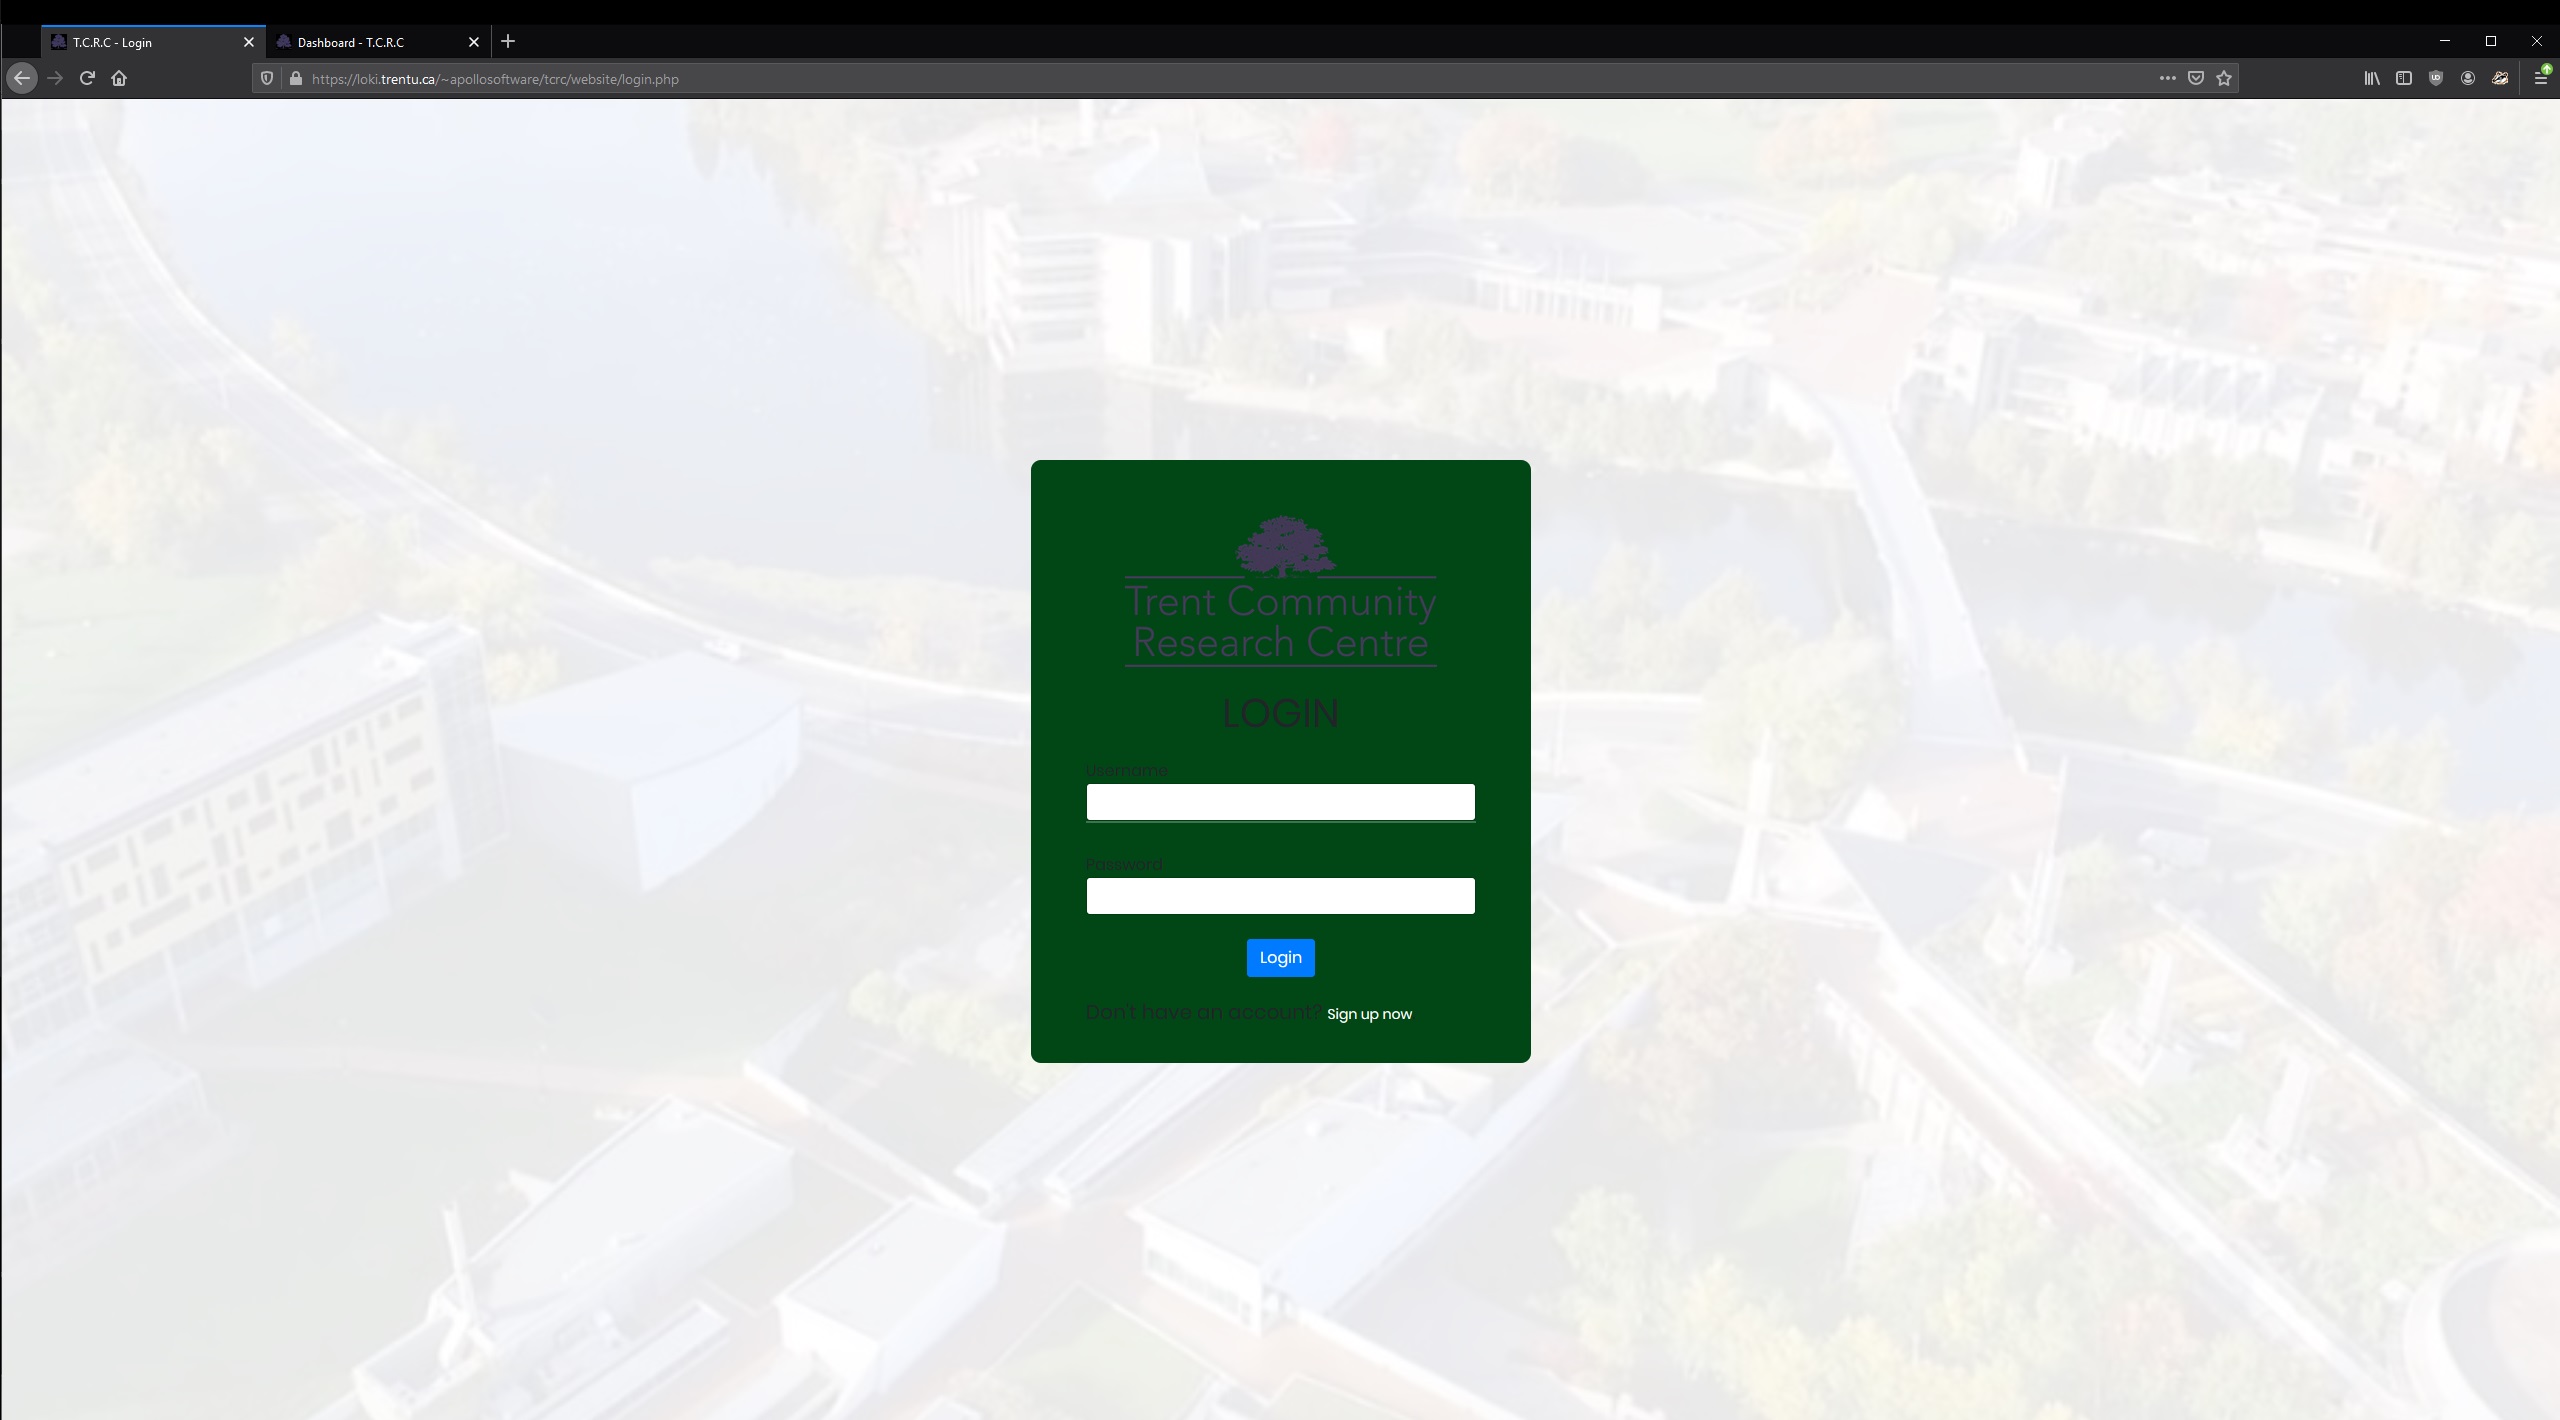 T.C.R.C - Login
Dashboard - T.C.R.C
https://loki.trentu.ca/~apollosoftware/tcrc/website/login.php
Trent Community
Research Centre
LOGIN
Username
Password
Login
Don't have an account? Sign up now